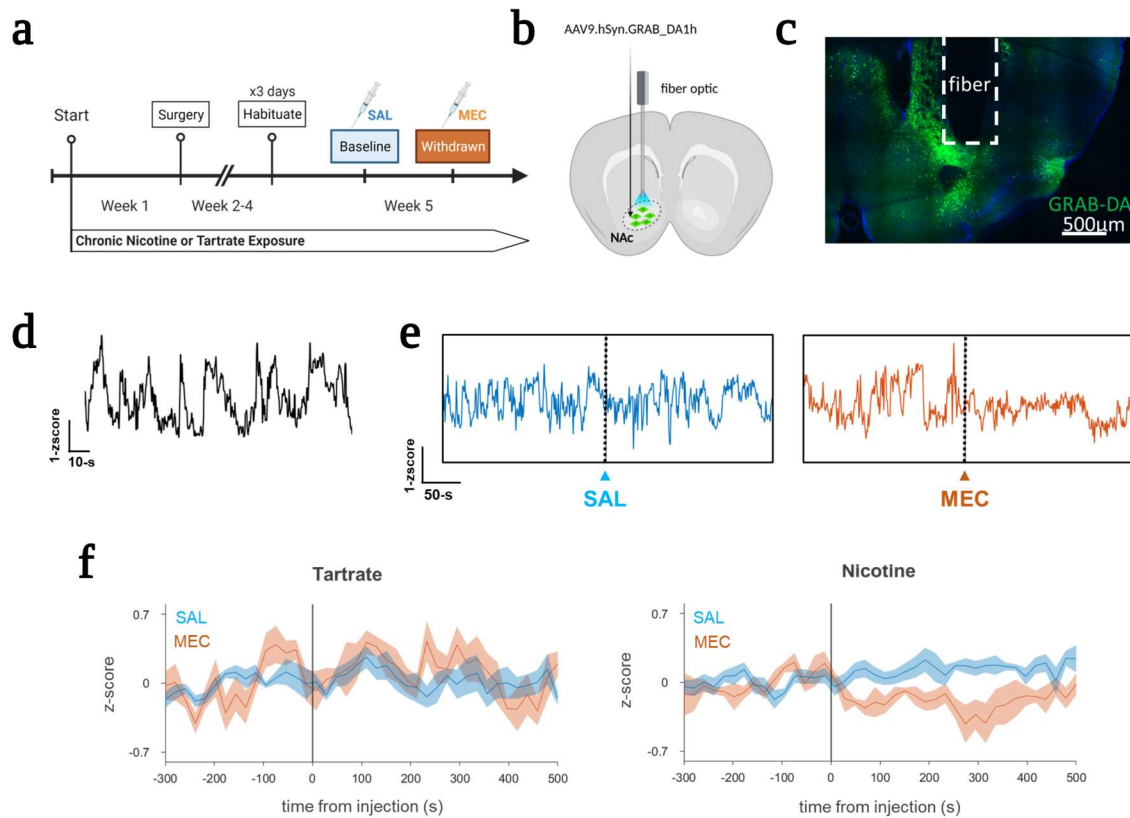 a
Start
Surgery
x3 days
Habituate
SAL
Baseline
MEC
Withdrawn
Week 1
Week 2-4
Week 5
Chronic Nicotine or Tartrate Exposure
b
AAV9.hSyn.GRAB_DA1h
fiber optic
NAc
c
fiber
GRAB-DA
500μm
d
1-zscore
10-s
e
1-zscore
50-s
SAL
MEC
f
Tartrate
SAL
MEC
z-score
0.7
0
-0.7
-300 -200 -100 0 100 200 300 400 500
time from injection (s)
Nicotine
SAL
MEC
z-score
0.7
0
-0.7
-300 -200 -100 0 100 200 300 400 500
time from injection (s)